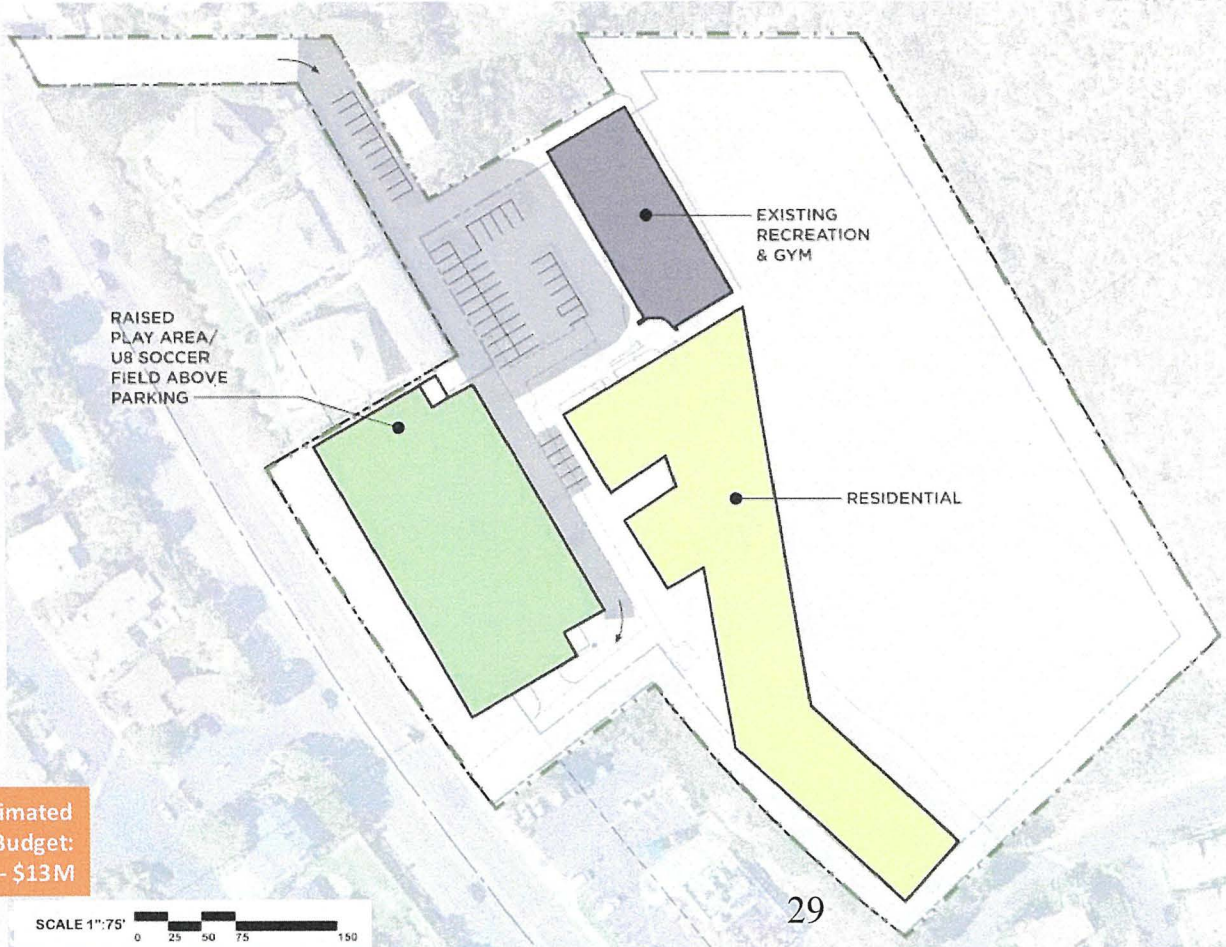 EXISTING
RECREATION
& GYM
RAISED
PLAY AREA/
U8 SOCCER
FIELD ABOVE
PARKING
RESIDENTIAL
imated
Budget:
- $13M
SCALE 1":75'
0 25 50 75 150
29